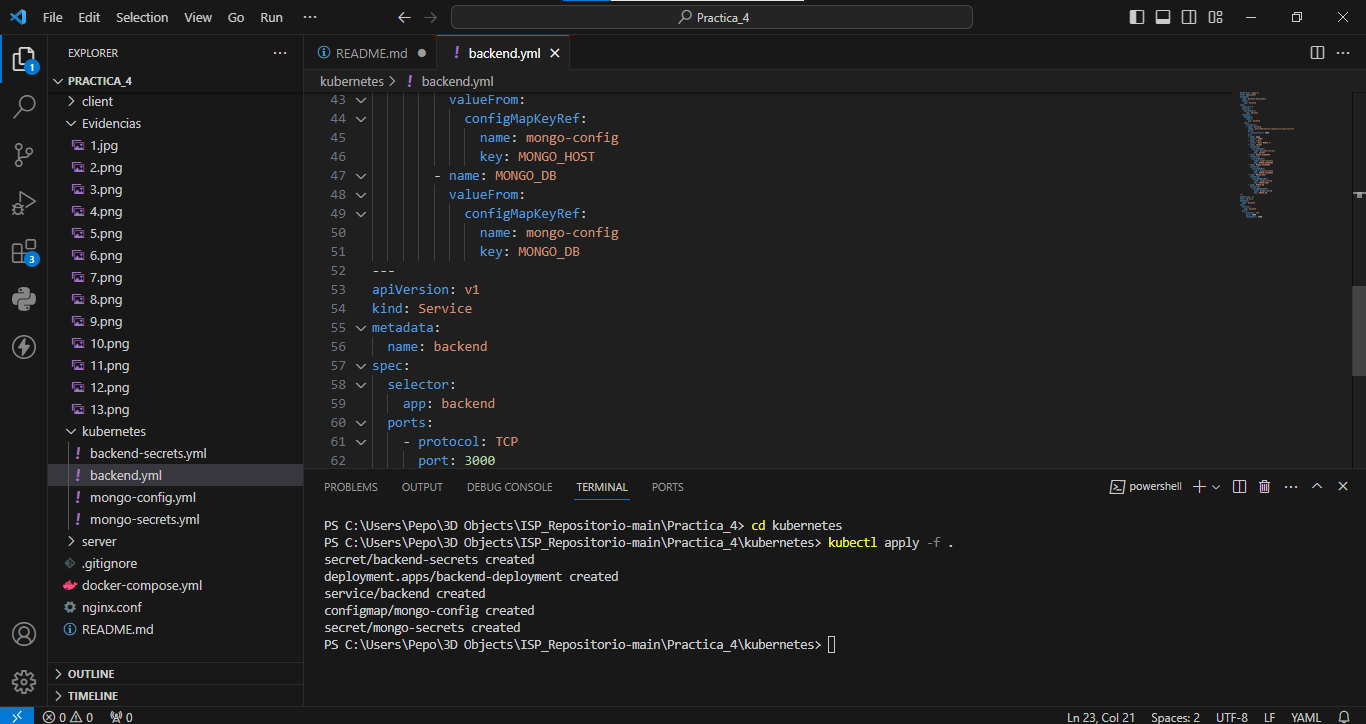 File Edit Selection View Go Run ··· Practica_4
EXPLORER ···
PRACTICA_4
client
Evidencias
1.jpg
2.png
3.png
4.png
5.png
6.png
7.png
8.png
9.png
10.png
11.png
12.png
13.png
kubernetes
backend-secrets.yml
backend.yml
mongo-config.yml
mongo-secrets.yml
server
.gitignore
docker-compose.yml
nginx.conf
README.md
OUTLINE
TIMELINE
1
3
README.md backend.yml
kubernetes > backend.yml
43 valueFrom:
44 configMapKeyRef:
45 name: mongo-config
46 key: MONGO_HOST
47 - name: MONGO_DB
48 valueFrom:
49 configMapKeyRef:
50 name: mongo-config
51 key: MONGO_DB
52 ---
53 apiVersion: v1
54 kind: Service
55 metadata:
56 name: backend
57 spec:
58 selector:
59 app: backend
60 ports:
61 - protocol: TCP
62 port: 3000
PROBLEMS OUTPUT DEBUG CONSOLE TERMINAL PORTS powershell
PS C:\Users\Pepo\3D Objects\ISP_Repositorio-main\Practica_4> cd kubernetes
PS C:\Users\Pepo\3D Objects\ISP_Repositorio-main\Practica_4\kubernetes> kubectl apply -f .
secret/backend-secrets created
deployment.apps/backend-deployment created
service/backend created
configmap/mongo-config created
secret/mongo-secrets created
PS C:\Users\Pepo\3D Objects\ISP_Repositorio-main\Practica_4\kubernetes>
0 0 0 Ln 23, Col 21 Spaces: 2 UTF-8 LF YAML